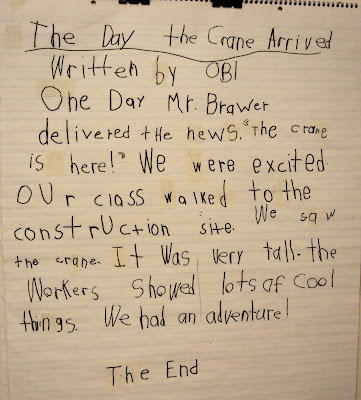 The Day the Crane Arrived
Written by OBI
One Day Mr. Brawer
delivered the news. "The crane
is here!" We were excited.
OUr class walked to the
constrUction site. We saw
the crane. It Was very tall. the
Workers Showed lots of Cool
things. We had an adventure!
The End